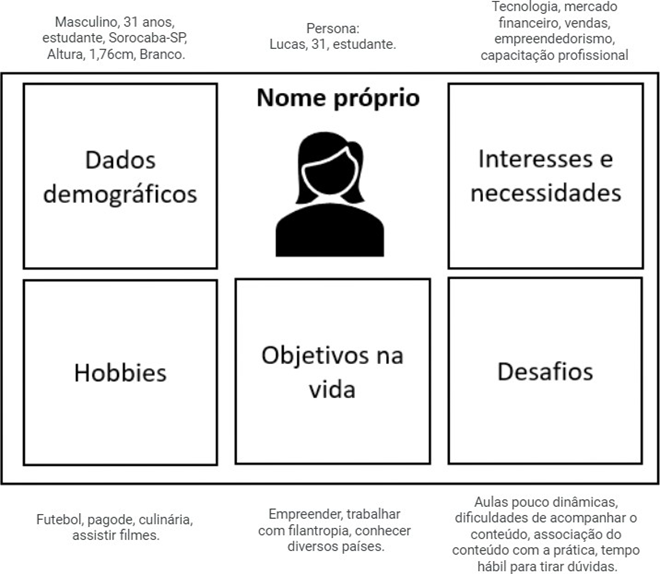 Masculino, 31 anos,
estudante, Sorocaba-SP,
Altura, 1,76cm, Branco.
Persona:
Lucas, 31, estudante.
Tecnologia, mercado
financeiro, vendas,
empreendedorismo,
capacitação profissional
Nome próprio
Dados
demográficos
Interesses e
necessidades
Hobbies
Objetivos na
vida
Desafios
Futebol, pagode, culinária,
assistir filmes.
Empreender, trabalhar
com filantropia, conhecer
diversos países.
Aulas pouco dinâmicas,
dificuldades de acompanhar o
conteúdo, associação do
conteúdo com a prática, tempo
hábil para tirar dúvidas.